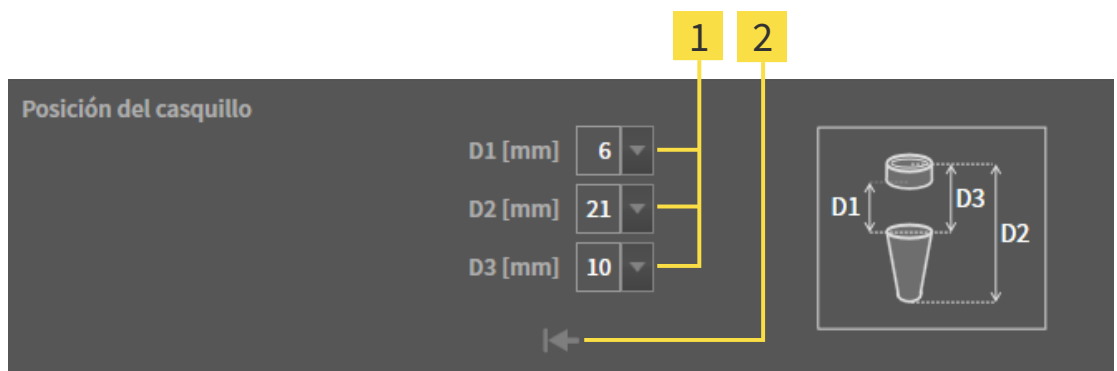 1 2
Posición del casquillo
D1 [mm] 6
D2 [mm] 21
D3 [mm] 10
D1 D3
D2